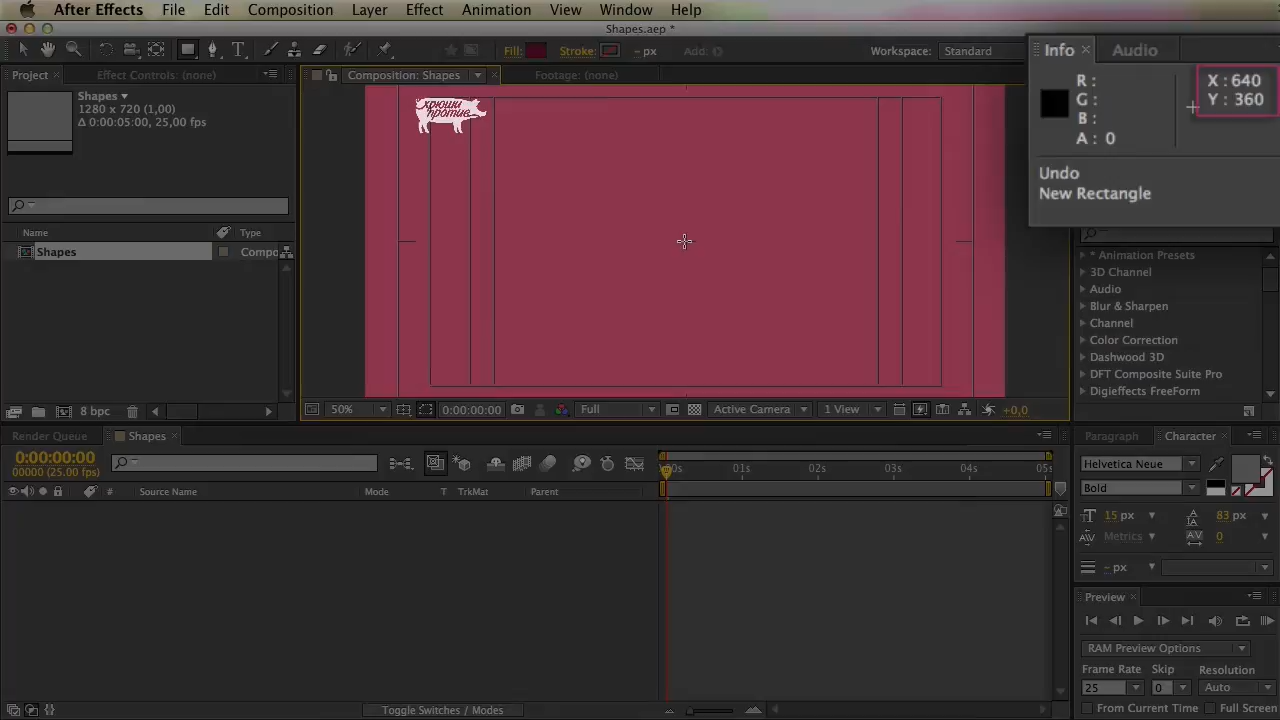 After Effects File Edit Composition Layer Effect Animation View Window Help
Shapes.aep *
Fill: Stroke: - px Add: Workspace: Standard
Project Effect Controls: (none) Composition: Shapes Footage: (none) Info Audio
Shapes
1280 x 720 (1,00)
Δ 0:00:05:00, 25,00 fps
хрюши
против
R :
G :
B :
A : 0
X : 640
Y : 360
Undo
New Rectangle
Name Type
Shapes Compo
* Animation Presets
3D Channel
Audio
Blur & Sharpen
Channel
Color Correction
Dashwood 3D
DFT Composite Suite Pro
Digieffects FreeForm
8 bpc 50% 0:00:00:00 Full Active Camera 1 View +0,0
Render Queue Shapes
0:00:00:00
00000 (25.00 fps)
:00s 01s 02s 03s 04s 05s
# Source Name Mode T TrkMat Parent
Paragraph Character
Helvetica Neue
Bold
15 px 83 px
Metrics 0
- px
Preview
RAM Preview Options
Frame Rate Skip Resolution
25 0 Auto
From Current Time Full Screen
Toggle Switches / Modes